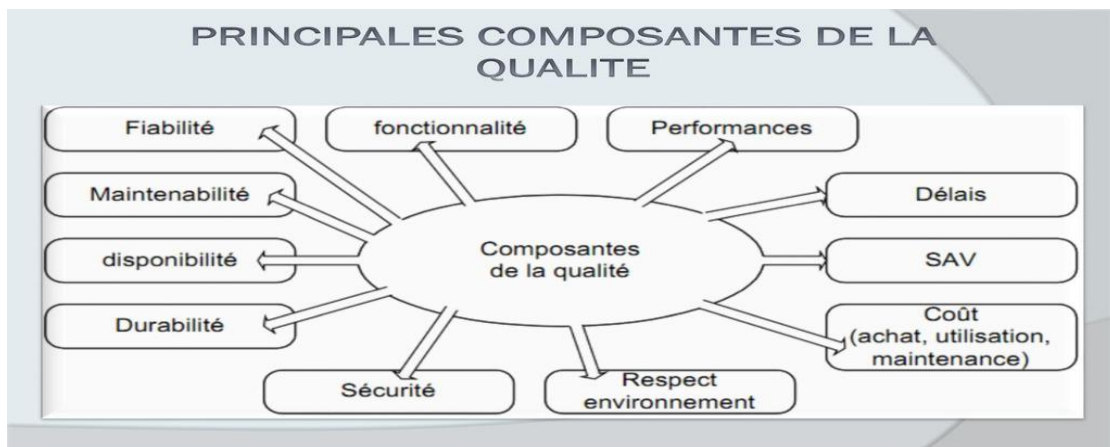 PRINCIPALES COMPOSANTES DE LA
QUALITE
Fiabilité
fonctionnalité
Performances
Maintenabilité
Délais
Composantes
de la qualité
disponibilité
SAV
Durabilité
Coût
(achat, utilisation,
maintenance)
Sécurité
Respect
environnement